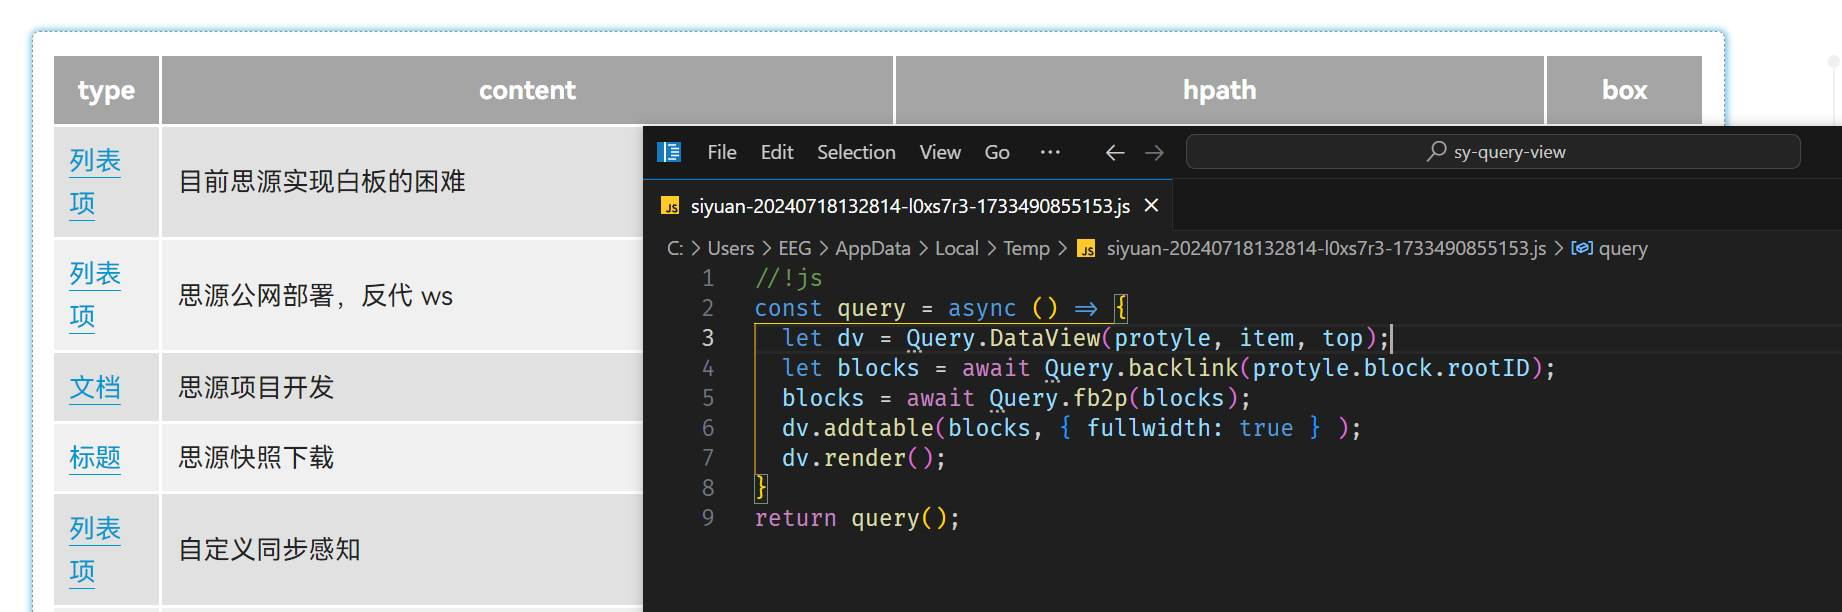 type content hpath box
列表
项
目前思源实现白板的困难
列表
项
思源公网部署，反代 ws
文档 思源项目开发
标题 思源快照下载
列表
项
自定义同步感知
File Edit Selection View Go ··· sy-query-view
JS siyuan-20240718132814-l0xs7r3-1733490855153.js
C: > Users > EEG > AppData > Local > Temp > JS siyuan-20240718132814-l0xs7r3-1733490855153.js > query
1 //!js
2 const query = async () => {
3 let dv = Query.DataView(protyle, item, top);
4 let blocks = await Query.backlink(protyle.block.rootID);
5 blocks = await Query.fb2p(blocks);
6 dv.addtable(blocks, { fullwidth: true } );
7 dv.render();
8 }
9 return query();